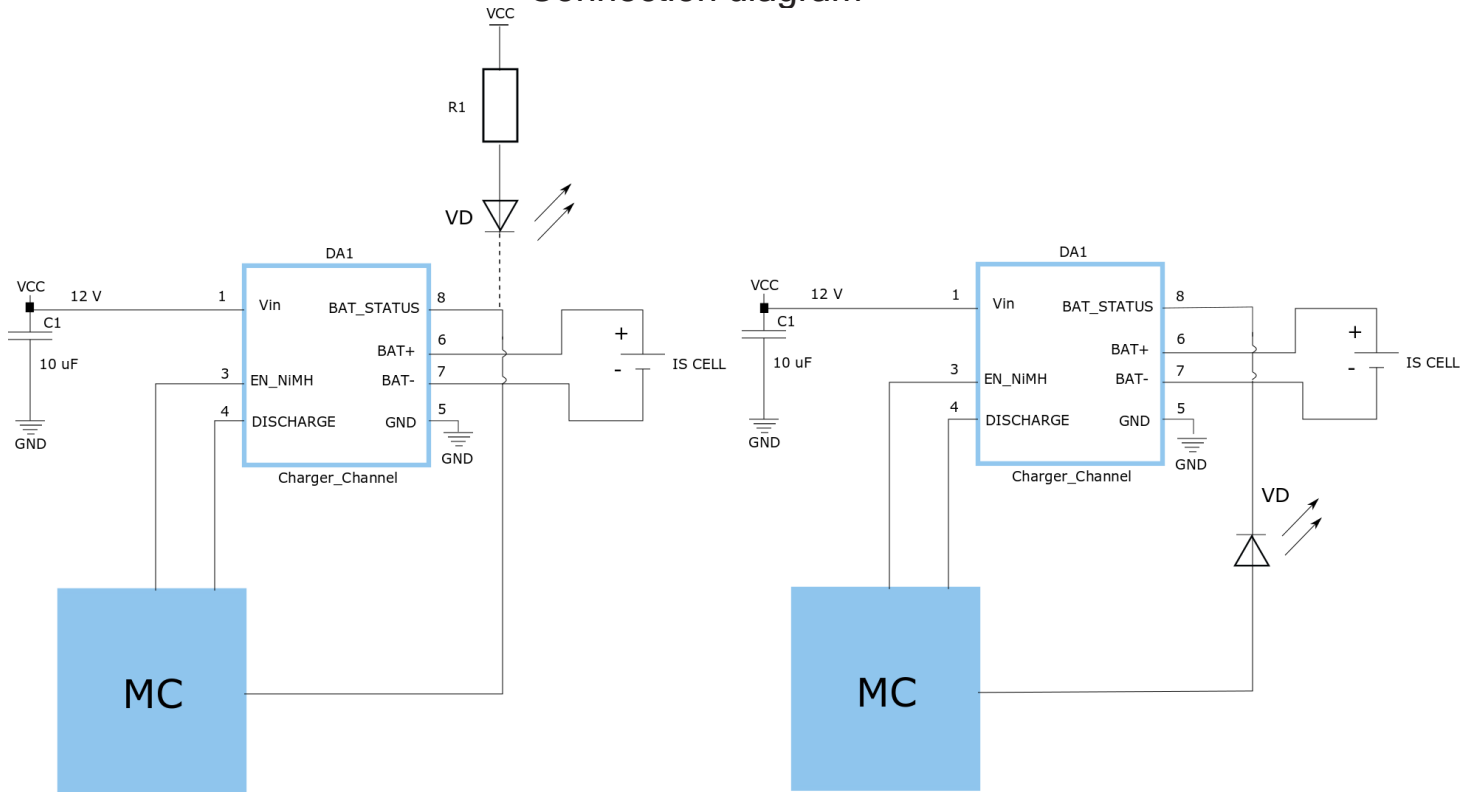 Connection diagram
VCC
R1
VD
DA1
VCC
12 V
1
Vin
BAT_STATUS
8
C1
10 uF
GND
BAT+
6
BAT-
7
3
EN_NiMH
4
DISCHARGE
GND
5
GND
+
-
IS CELL
Charger_Channel
MC
DA1
VCC
12 V
1
Vin
BAT_STATUS
8
C1
10 uF
GND
BAT+
6
BAT-
7
3
EN_NiMH
4
DISCHARGE
GND
5
GND
+
-
IS CELL
Charger_Channel
VD
MC